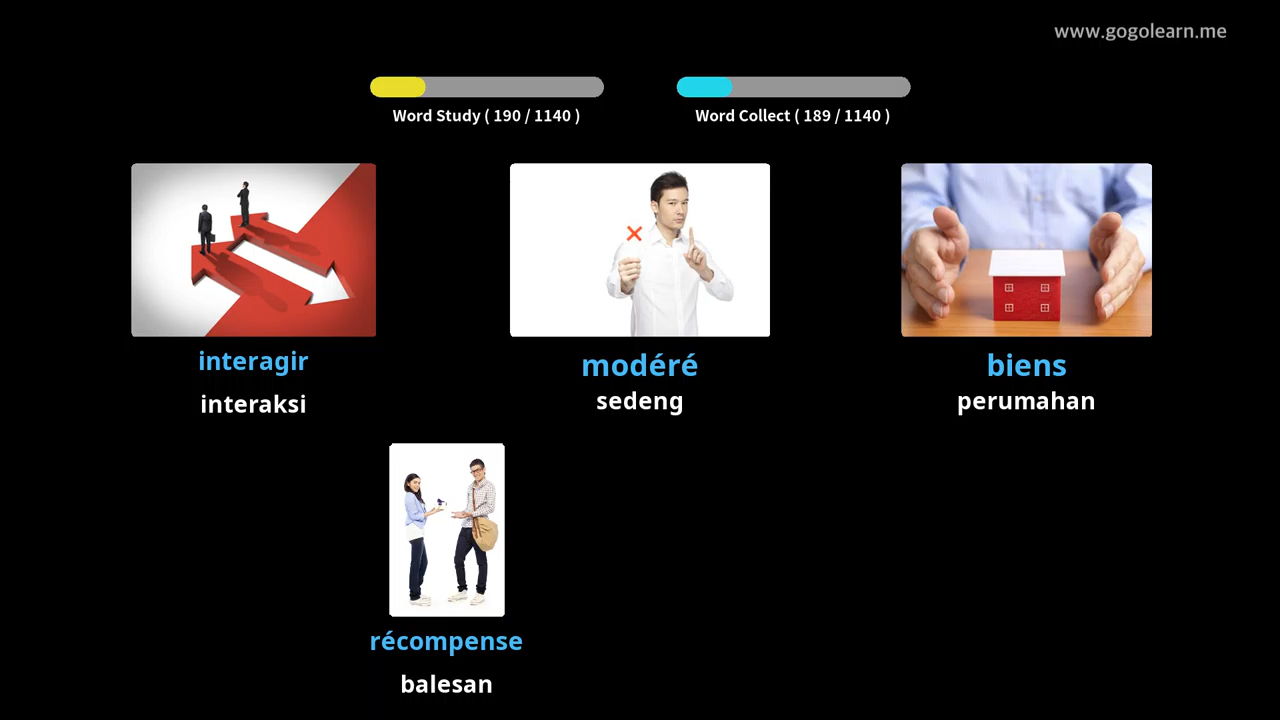 www.gogolearn.me
Word Study ( 190 / 1140 )
Word Collect ( 189 / 1140 )
interagir
interaksi
modéré
sedeng
biens
perumahan
récompense
balesan